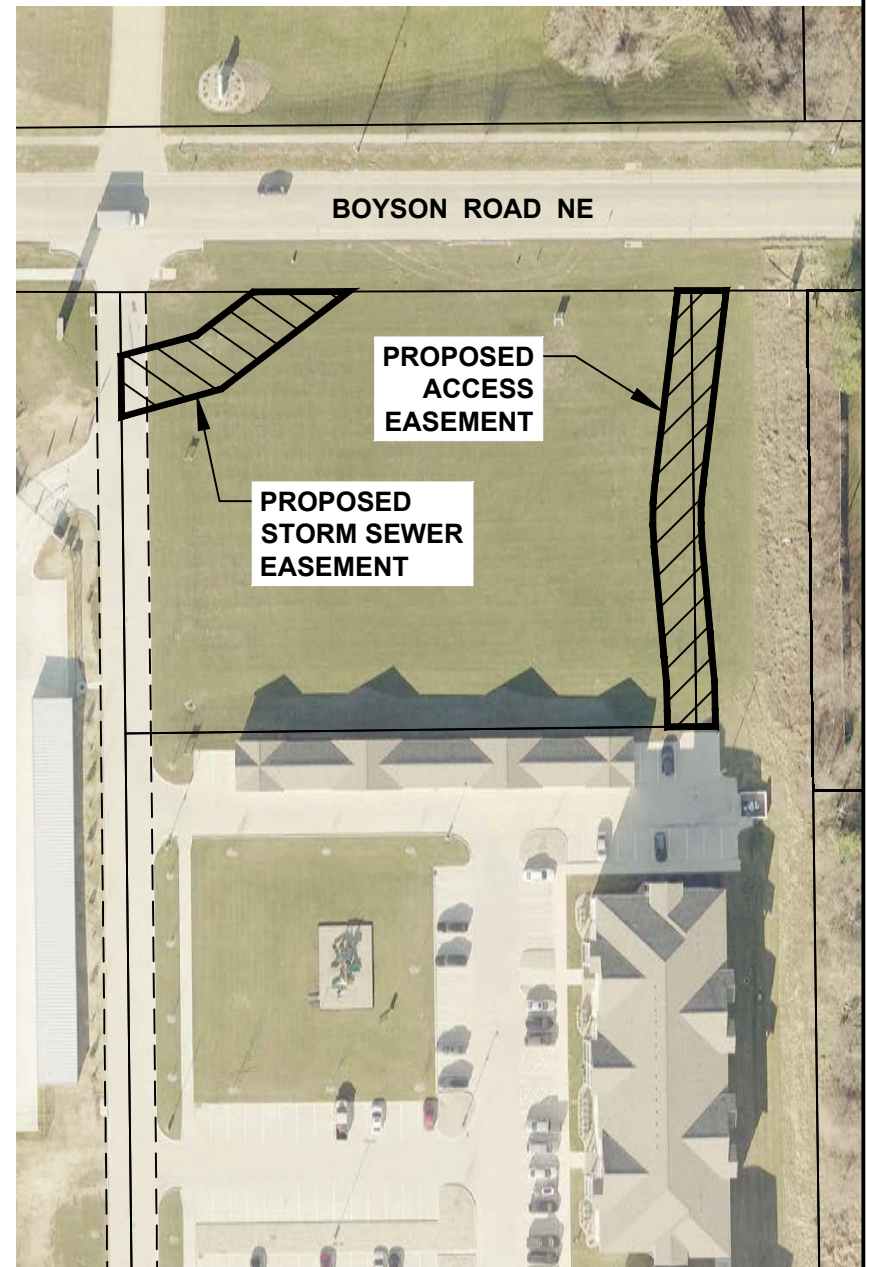 BOYSON ROAD NE
PROPOSED
ACCESS
EASEMENT
PROPOSED
STORM SEWER
EASEMENT